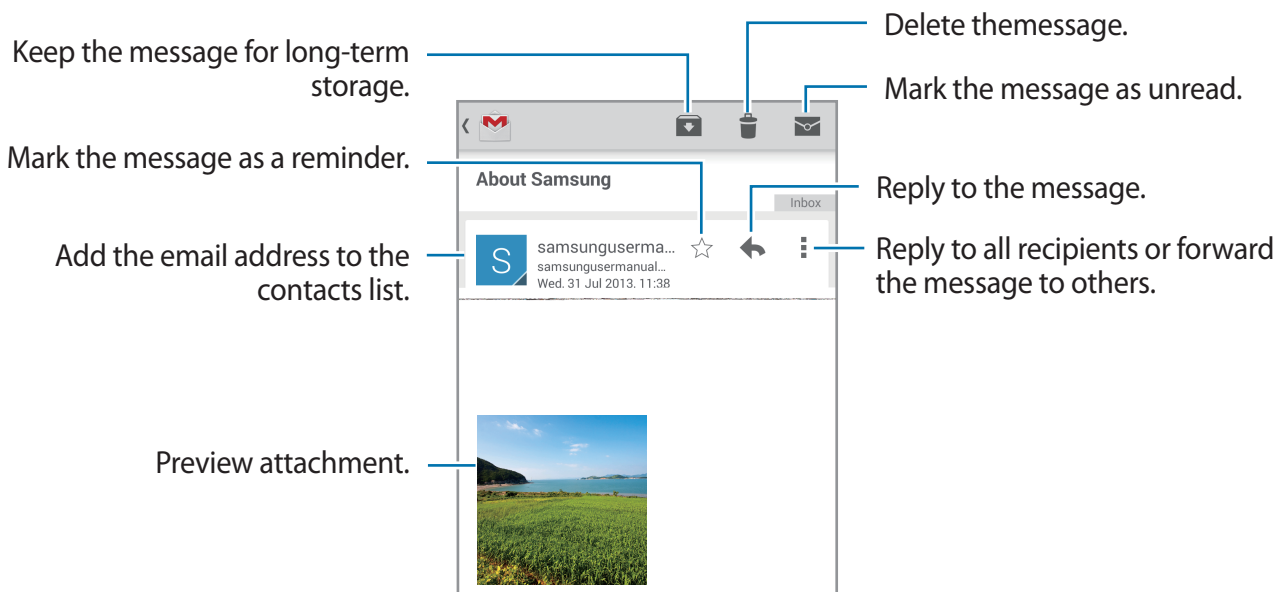 Keep the message for long-term
storage.
Delete themessage.
Mark the message as unread.
Mark the message as a reminder.
About Samsung
Inbox
Reply to the message.
Add the email address to the
contacts list.
S
samsunguserma...
samsungusermanual...
Wed. 31 Jul 2013. 11:38
Reply to all recipients or forward
the message to others.
Preview attachment.